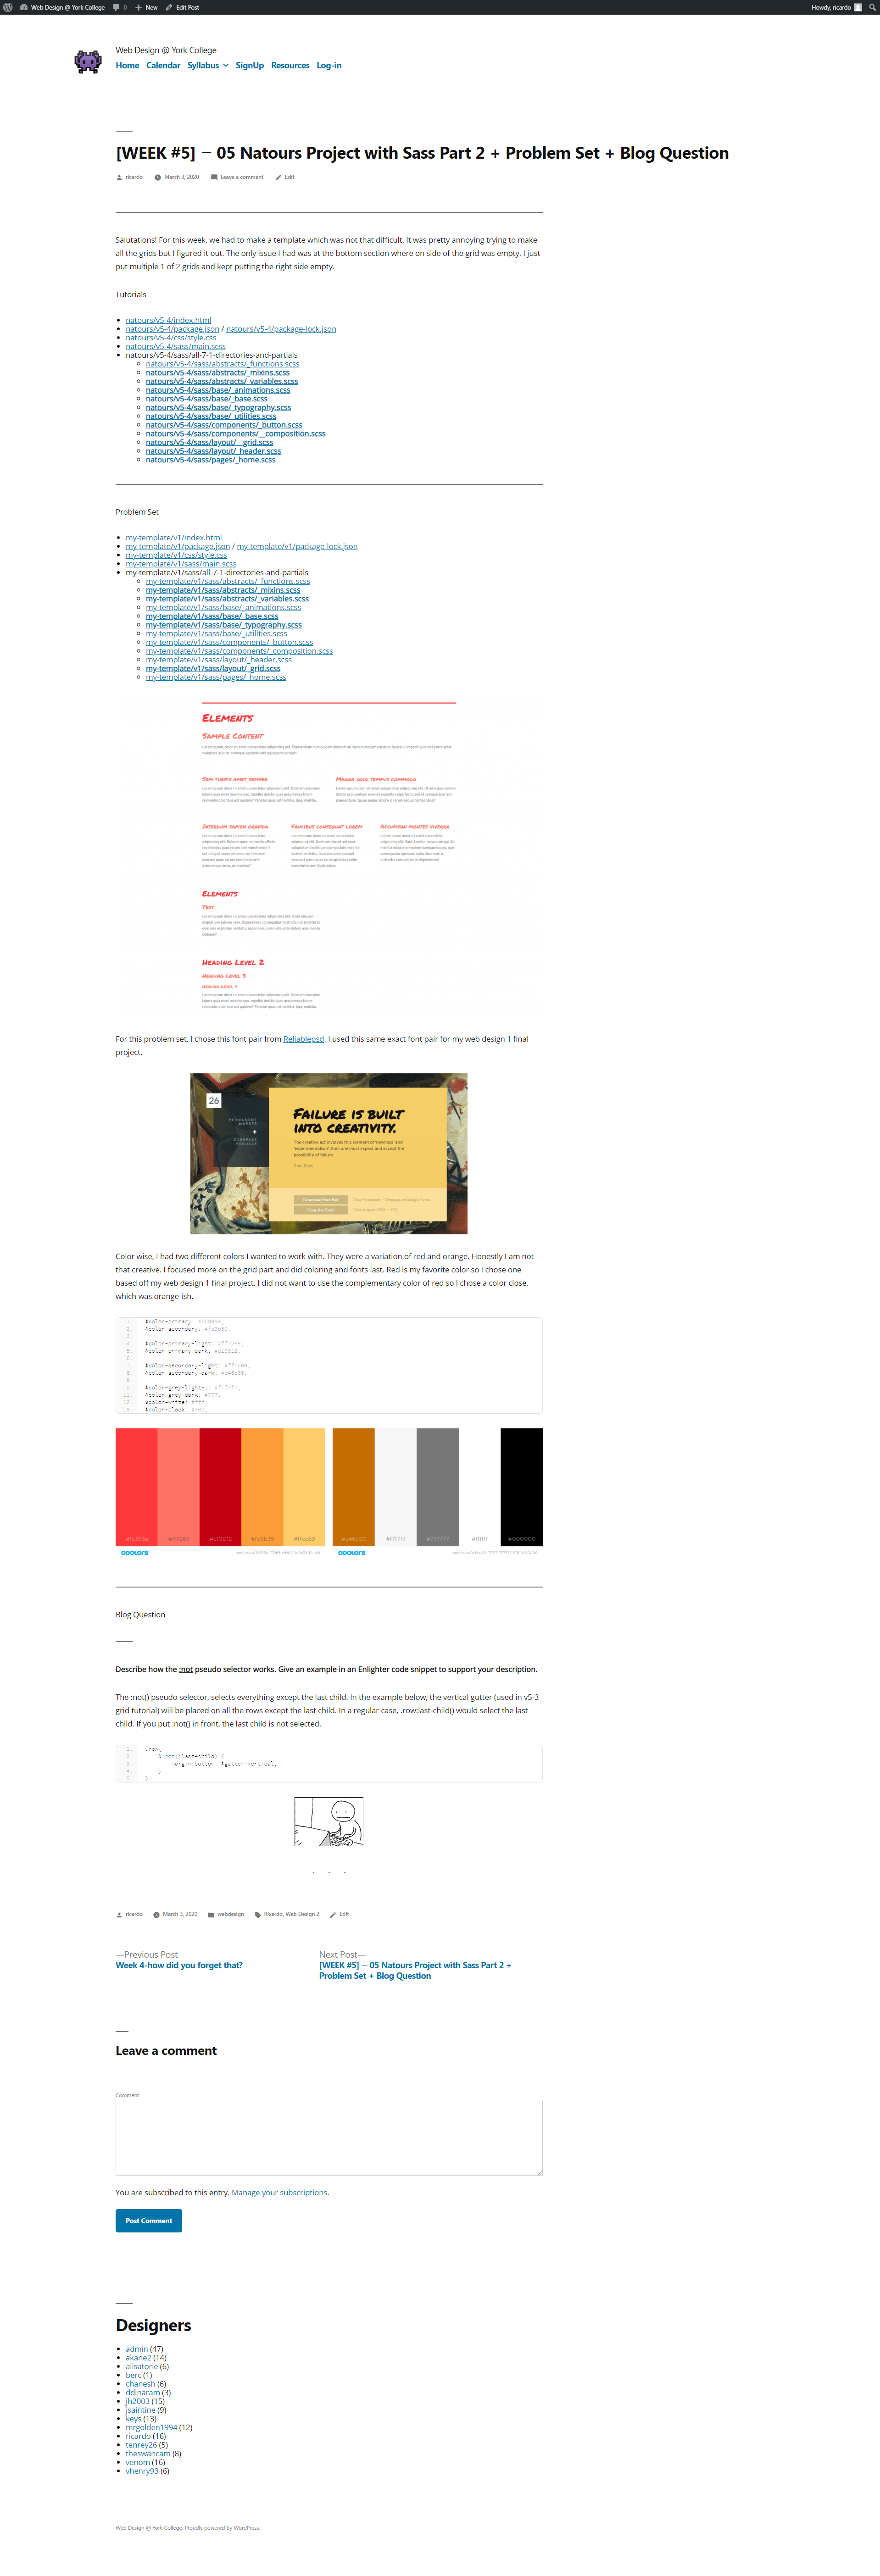 Web Design @ York College 0 New Edit Post Howdy, ricardo
Web Design @ York College
Home Calendar Syllabus SignUp Resources Log-in
[WEEK #5] – 05 Natours Project with Sass Part 2 + Problem Set + Blog Question
ricardo March 3, 2020 Leave a comment Edit
Salutations! For this week, we had to make a template which was not that difficult. It was pretty annoying trying to make
all the grids but I figured it out. The only issue I had was at the bottom section where on side of the grid was empty. I just
put multiple 1 of 2 grids and kept putting the right side empty.
Tutorials
natours/v5-4/index.html
natours/v5-4/package.json / natours/v5-4/package-lock.json
natours/v5-4/css/style.css
natours/v5-4/sass/main.scss
natours/v5-4/sass/all-7-1-directories-and-partials
natours/v5-4/sass/abstracts/_functions.scss
natours/v5-4/sass/abstracts/_mixins.scss
natours/v5-4/sass/abstracts/_variables.scss
natours/v5-4/sass/base/_animations.scss
natours/v5-4/sass/base/_base.scss
natours/v5-4/sass/base/_typography.scss
natours/v5-4/sass/base/_utilities.scss
natours/v5-4/sass/components/_button.scss
natours/v5-4/sass/components/__composition.scss
natours/v5-4/sass/layout/__grid.scss
natours/v5-4/sass/layout/_header.scss
natours/v5-4/sass/pages/_home.scss
Problem Set
my-template/v1/index.html
my-template/v1/package.json / my-template/v1/package-lock.json
my-template/v1/css/style.css
my-template/v1/sass/main.scss
my-template/v1/sass/all-7-1-directories-and-partials
my-template/v1/sass/abstracts/_functions.scss
my-template/v1/sass/abstracts/_mixins.scss
my-template/v1/sass/abstracts/_variables.scss
my-template/v1/sass/base/_animations.scss
my-template/v1/sass/base/_base.scss
my-template/v1/sass/base/_typography.scss
my-template/v1/sass/base/_utilities.scss
my-template/v1/sass/components/_button.scss
my-template/v1/sass/components/_composition.scss
my-template/v1/sass/layout/_header.scss
my-template/v1/sass/layout/_grid.scss
my-template/v1/sass/pages/_home.scss
Elements
Sample Content
Sem turpis amet semper Magna odio tempus commodo
Interdum sapien gravida Faucibus consequat lorem Accumsan montes viverra
Elements
Text
Heading Level 2
Heading Level 3
Heading Level 4
For this problem set, I chose this font pair from Reliablepsd. I used this same exact font pair for my web design 1 final
project.
26
PERMANENT
MARKET
+
OVERPASS
REGULAR
Failure is built
into creativity.
The creative act involves this element of 'newness' and
'experimentation', then one must expect and accept the
possibility of failure.
Saul Bass
Download Font Pair
Copy the Code
Color wise, I had two different colors I wanted to work with. They were a variation of red and orange. Honestly I am not
that creative. I focused more on the grid part and did coloring and fonts last. Red is my favorite color so I chose one
based off my web design 1 final project. I did not want to use the complementary color of red so I chose a color close,
which was orange-ish.
1. $color-primary:
2. $color-secondary: #fc9b39;
3.
4. $color-primary-light: #ff7265;
5. $color-primary-dark: #c10012;
6.
7. $color-secondary-light: #ffcc69;
8. $color-secondary-dark: #c46c00;
9.
10. $color-grey-light-1: #f7f7f7;
11. $color-grey-dark: #777;
12. $color-white: #fff;
13. $color-black: #000;
#ff7265 #c10012 #fc9b39 #ffcc69 #f7f7f7 #777777 #ffffff #000000
coolors coolors
Blog Question
Describe how the :not pseudo selector works. Give an example in an Enlighter code snippet to support your description.
The :not() pseudo selector, selects everything except the last child. In the example below, the vertical gutter (used in v5-3
grid tutorial) will be placed on all the rows except the last child. In a regular case, .row:last-child() would select the last
child. If you put :not() in front, the last child is not selected.
1. .row{
2. &:not(:last-child) {
3. margin-bottom: $gutter-vertical;
4. }
5. }
. . .
ricardo March 3, 2020 webdesign Ricardo, Web Design 2 Edit
—Previous Post Next Post—
Week 4-how did you forget that? [WEEK #5] – 05 Natours Project with Sass Part 2 +
Problem Set + Blog Question
Leave a comment
Comment
You are subscribed to this entry. Manage your subscriptions.
Post Comment
Designers
admin (47)
akane2 (14)
alisatorie (6)
berc (1)
chanesh (6)
ddinaram (3)
jh2003 (15)
jsaintine (9)
keys (13)
mrgolden1994 (12)
ricardo (16)
tenrey26 (5)
theswancam (8)
venom (16)
vhenry93 (6)
Web Design @ York College, Proudly powered by WordPress.